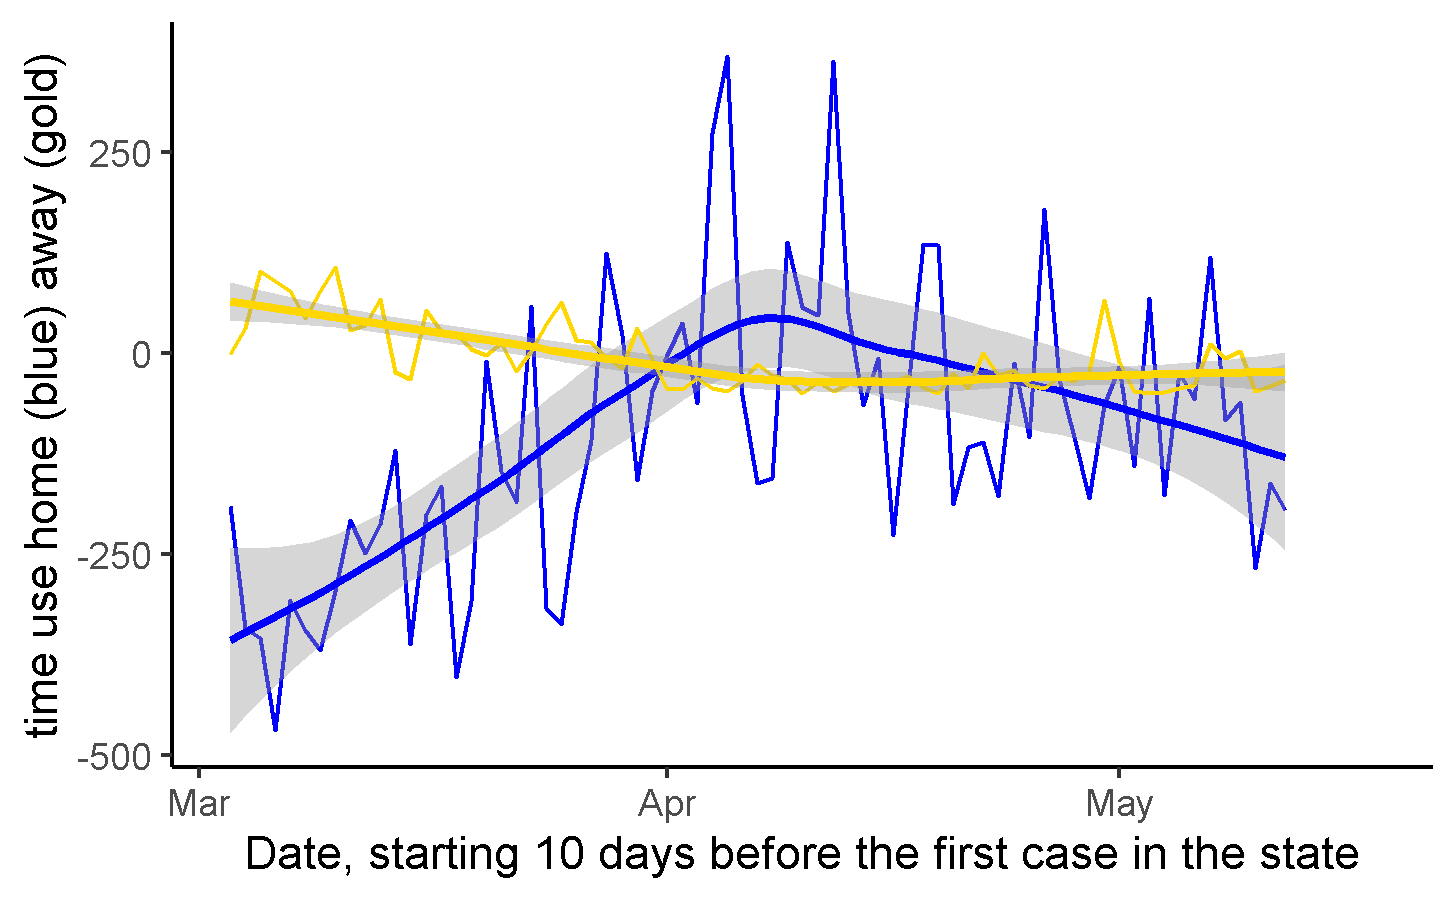 time use home (blue) away (gold)
250
0
-250
-500
Mar Apr May
Date, starting 10 days before the first case in the state